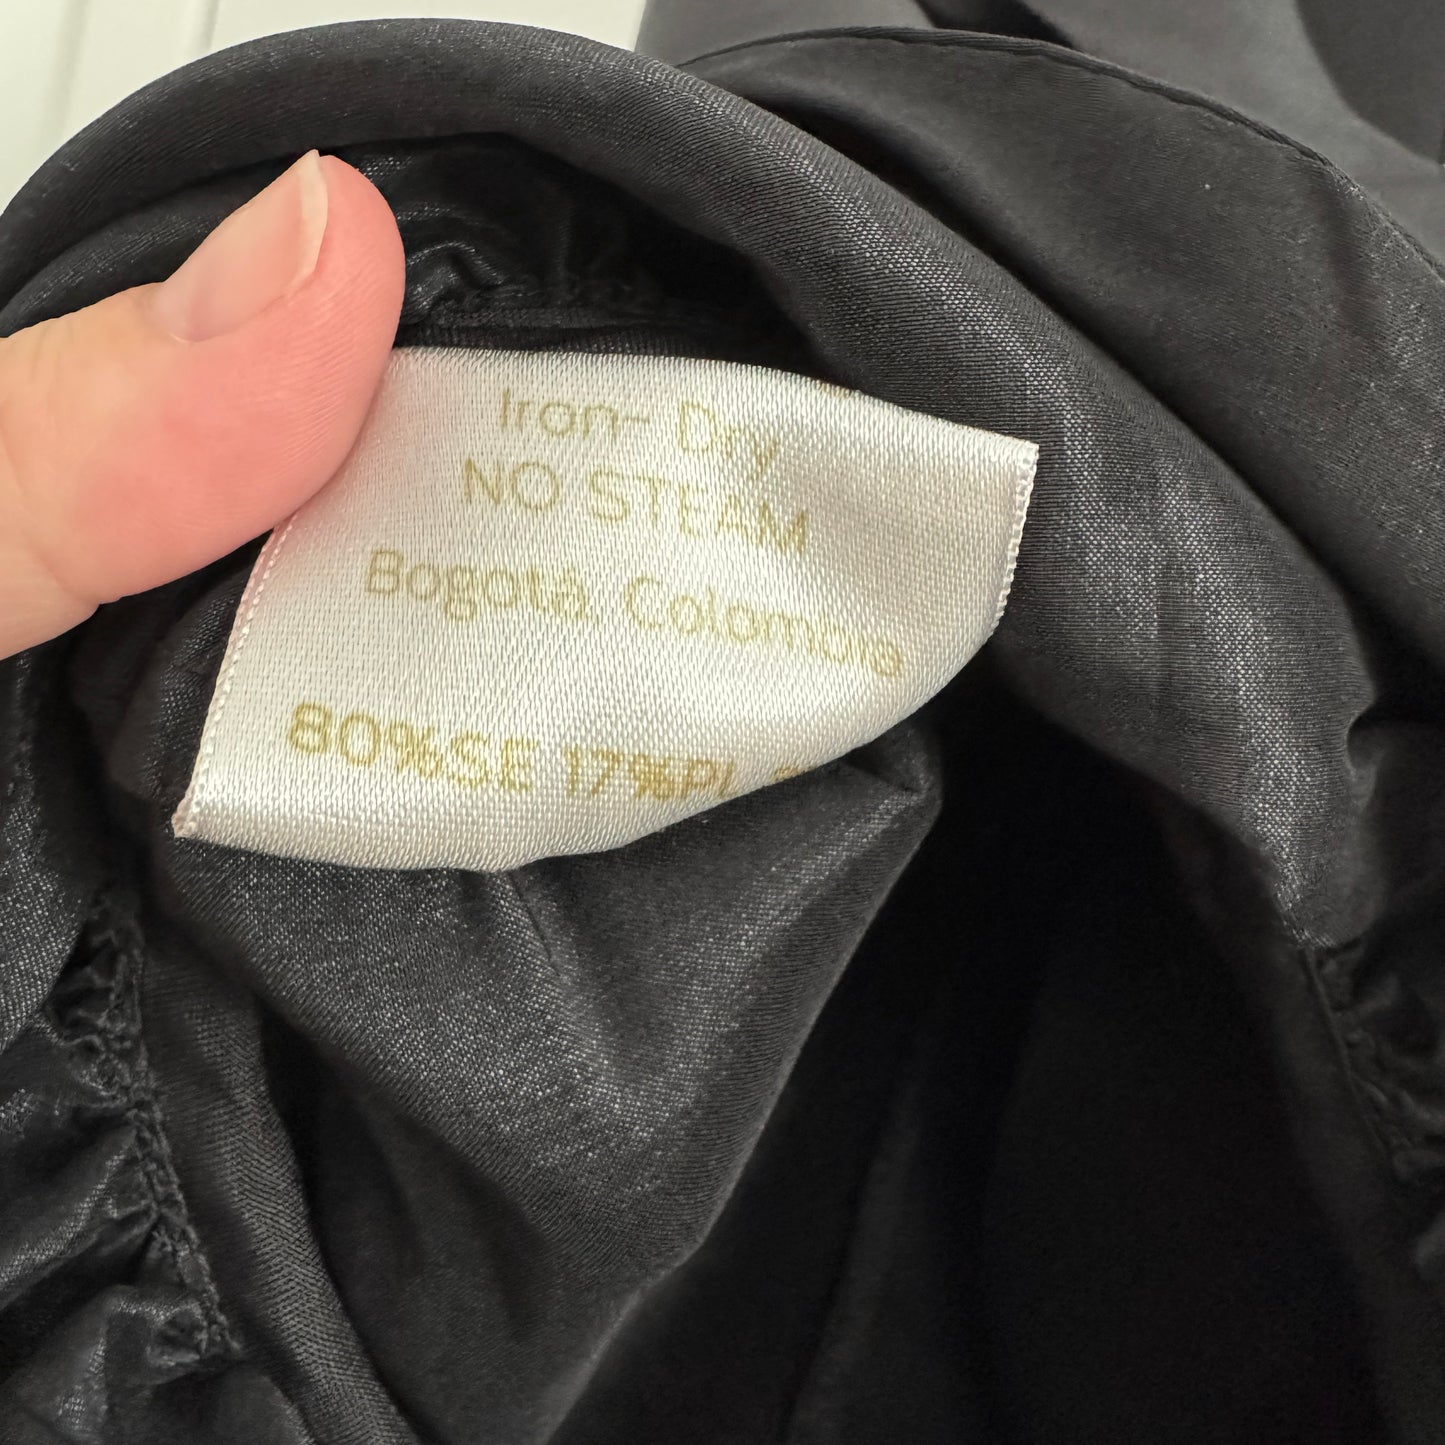 Iron- Dry
NO STEAM
Bogotá, Colombia
80%SE 17%PL